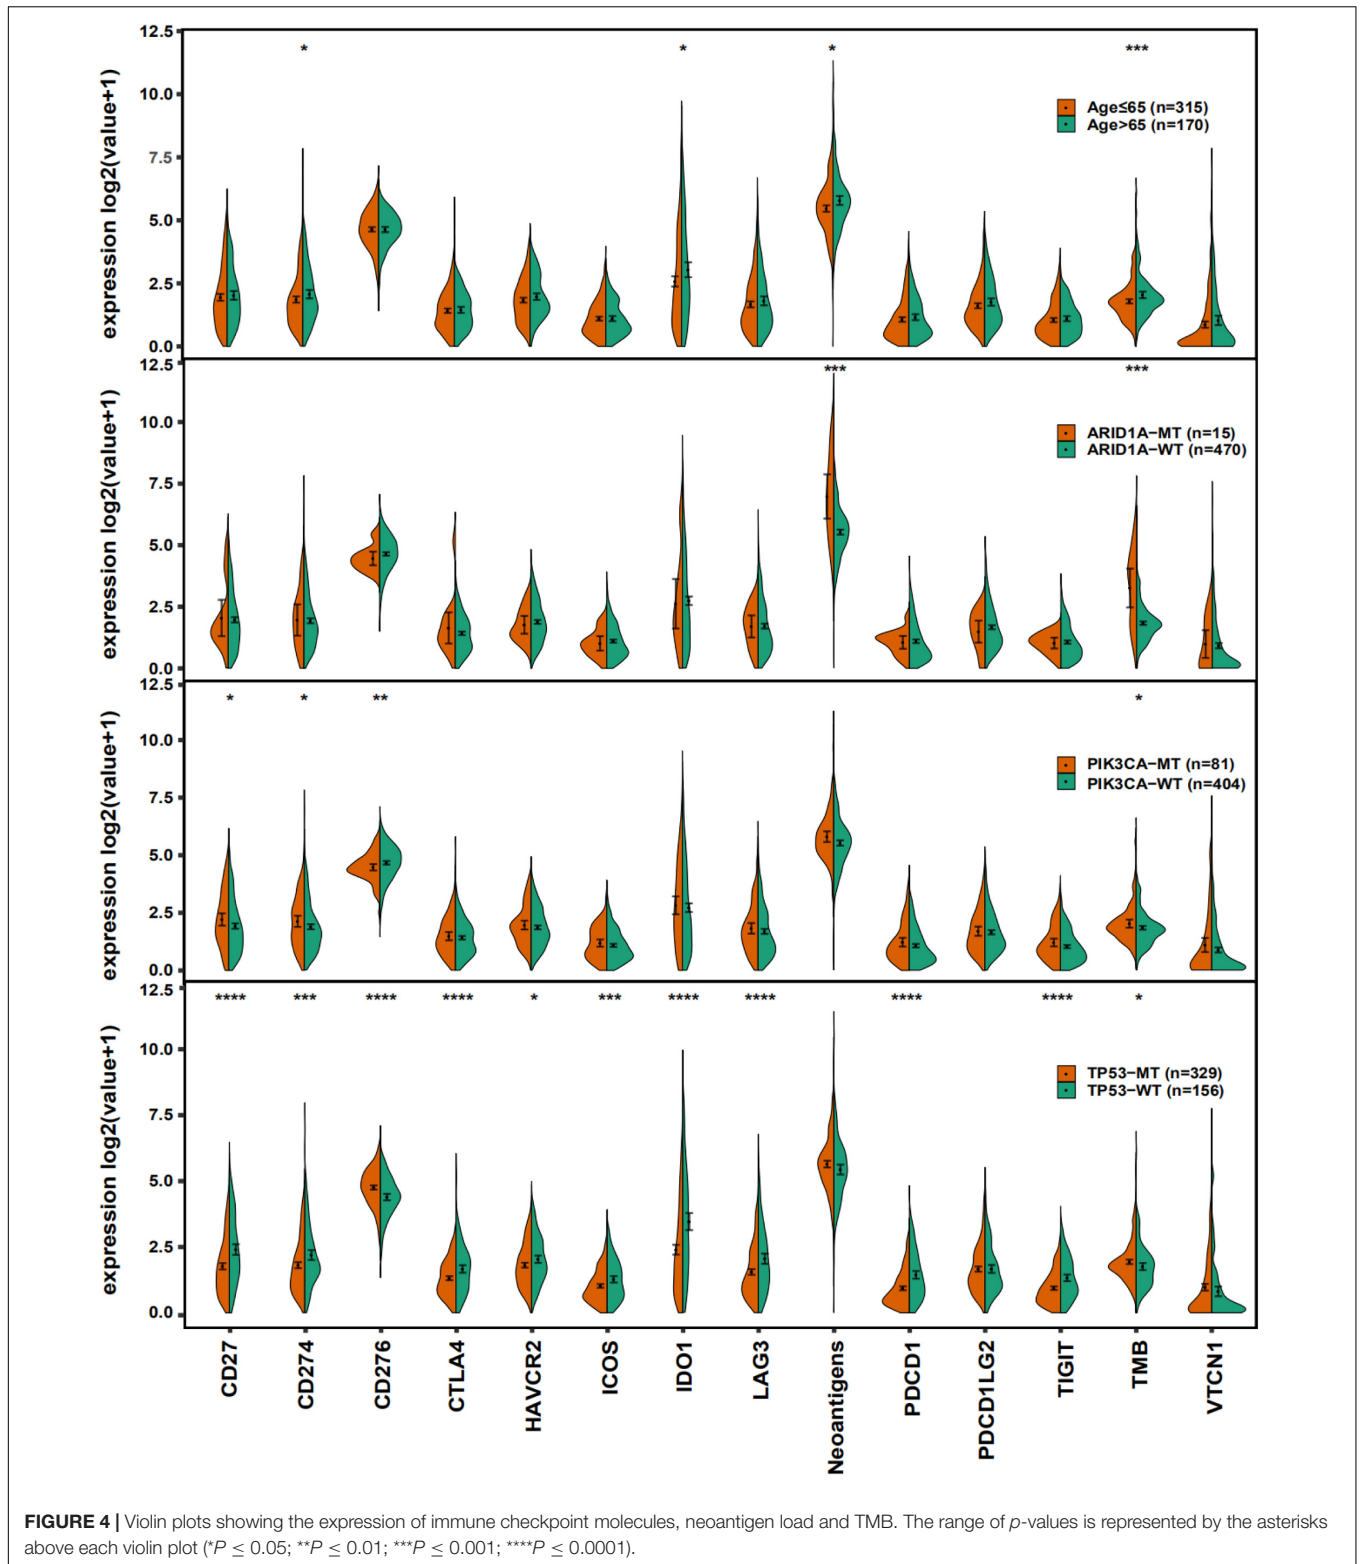 12.5
* * * ***
10.0
Age≤65 (n=315)
Age>65 (n=170)
7.5
5.0
2.5
0.0
expression log2(value+1)
12.5
*** ***
10.0
ARID1A−MT (n=15)
ARID1A−WT (n=470)
7.5
5.0
2.5
0.0
expression log2(value+1)
12.5
* * ** *
10.0
PIK3CA−MT (n=81)
PIK3CA−WT (n=404)
7.5
5.0
2.5
0.0
expression log2(value+1)
12.5
**** *** **** **** * *** **** **** **** **** *
10.0
TP53−MT (n=329)
TP53−WT (n=156)
7.5
5.0
2.5
0.0
expression log2(value+1)
CD27
CD274
CD276
CTLA4
HAVCR2
ICOS
IDO1
LAG3
Neoantigens
PDCD1
PDCD1LG2
TIGIT
TMB
VTCN1
FIGURE 4 | Violin plots showing the expression of immune checkpoint molecules, neoantigen load and TMB. The range of p-values is represented by the asterisks
above each violin plot (*P ≤ 0.05; **P ≤ 0.01; ***P ≤ 0.001; ****P ≤ 0.0001).